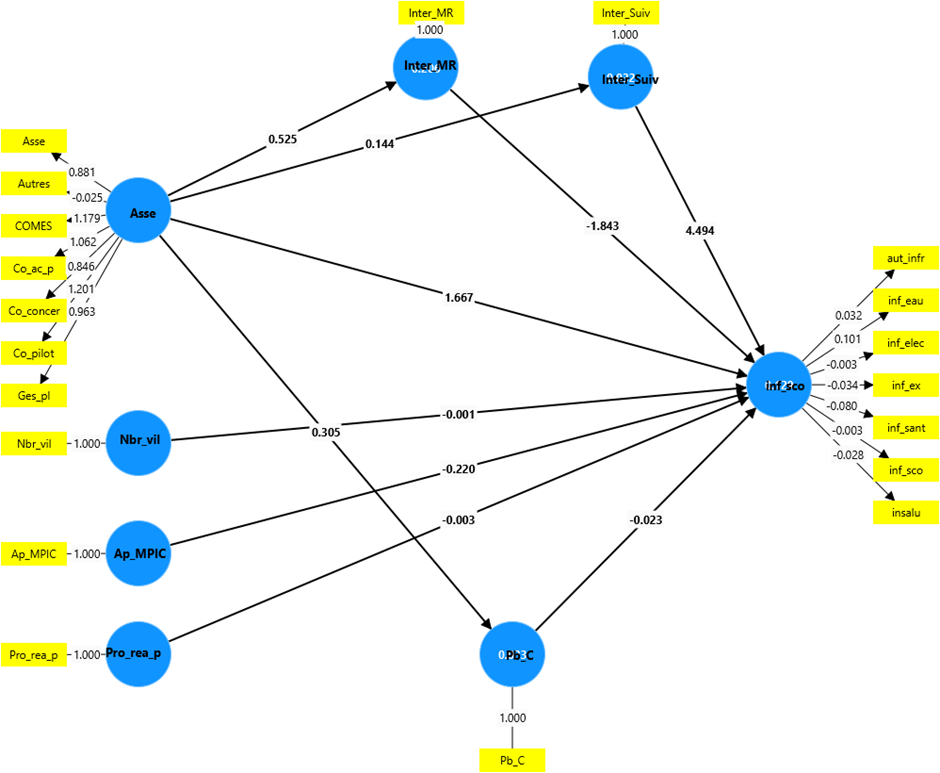 Inter_MR
Inter_Suiv
1.000
1.000
Inter_MR
Inter_Suiv
0.525
0.144
Asse
0.881
Autres
-0.025
COMES
1.179
Asse
Co_ac_p
1.062
Co_concer
0.846
Co_pilot
1.201
Ges_pl
0.963
-1.843
4.494
1.667
aut_infr
0.032
inf_eau
0.101
inf_elec
-0.003
inf_ex
-0.034
inf_sant
-0.080
inf_sco
-0.003
insalu
-0.028
Inf_sco
Nbr_vil
1.000
Nbr_vil
-0.001
0.305
-0.220
-0.003
-0.023
Ap_MPIC
1.000
Ap_MPIC
Pro_rea_p
1.000
Pro_rea_p
Pb_C
1.000
Pb_C